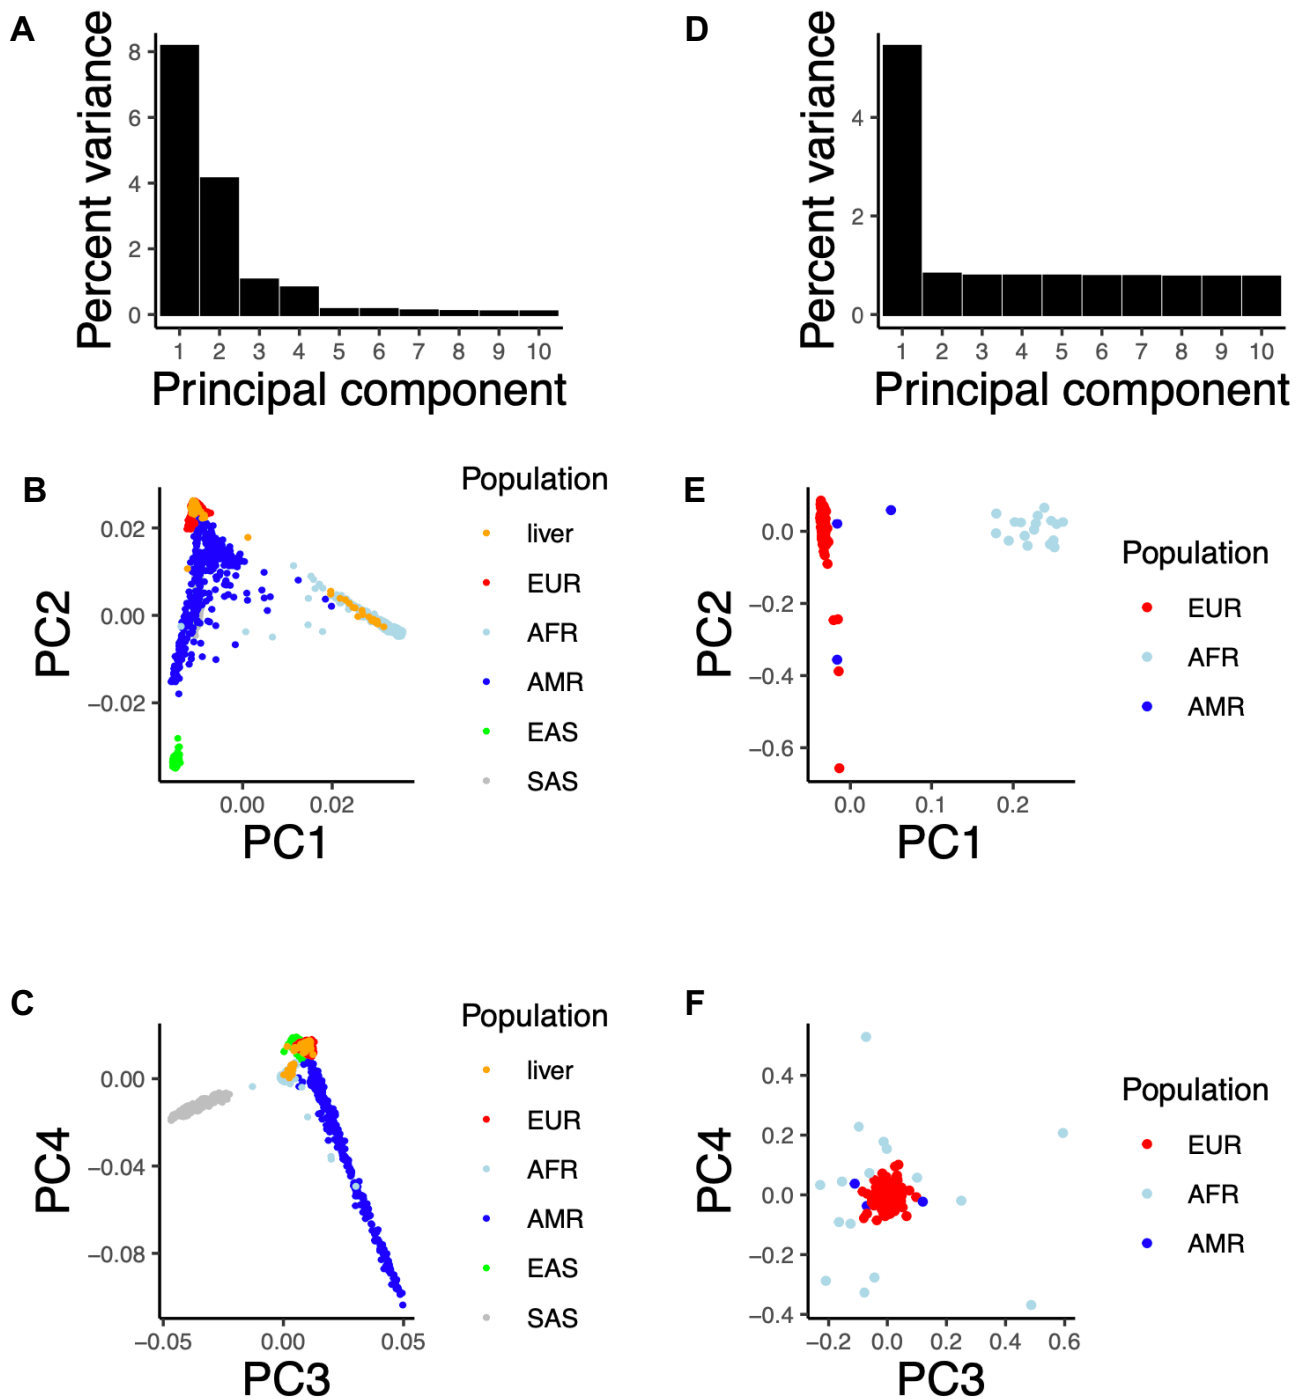 A
Percent variance
8
6
4
2
0
1 2 3 4 5 6 7 8 9 10
Principal component
D
Percent variance
4
2
0
1 2 3 4 5 6 7 8 9 10
Principal component
B
PC2
0.02
0.00
−0.02
0.00 0.02
PC1
Population
liver
EUR
AFR
AMR
EAS
SAS
E
PC2
0.0
−0.2
−0.4
−0.6
0.0 0.1 0.2
PC1
Population
EUR
AFR
AMR
C
PC4
0.00
−0.04
−0.08
−0.05 0.00 0.05
PC3
Population
liver
EUR
AFR
AMR
EAS
SAS
F
PC4
0.4
0.2
0.0
−0.2
−0.4
−0.2 0.0 0.2 0.4 0.6
PC3
Population
EUR
AFR
AMR